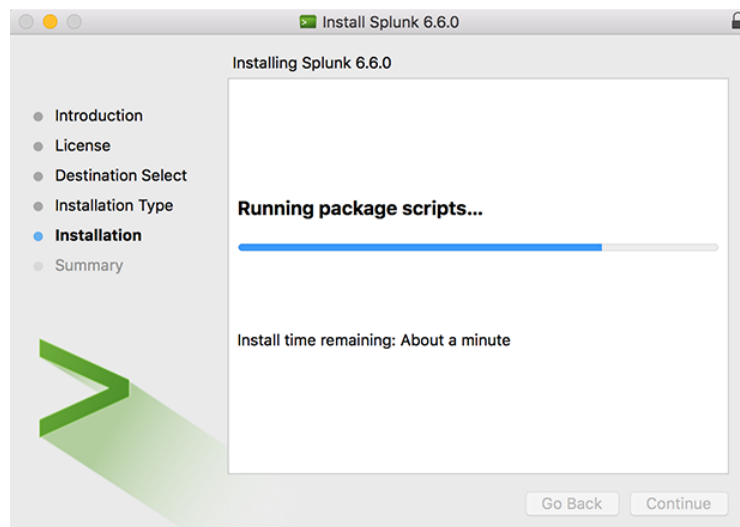 Install Splunk 6.6.0
Installing Splunk 6.6.0
Introduction
License
Destination Select
Installation Type
Installation
Summary
Running package scripts...
Install time remaining: About a minute
Go Back
Continue